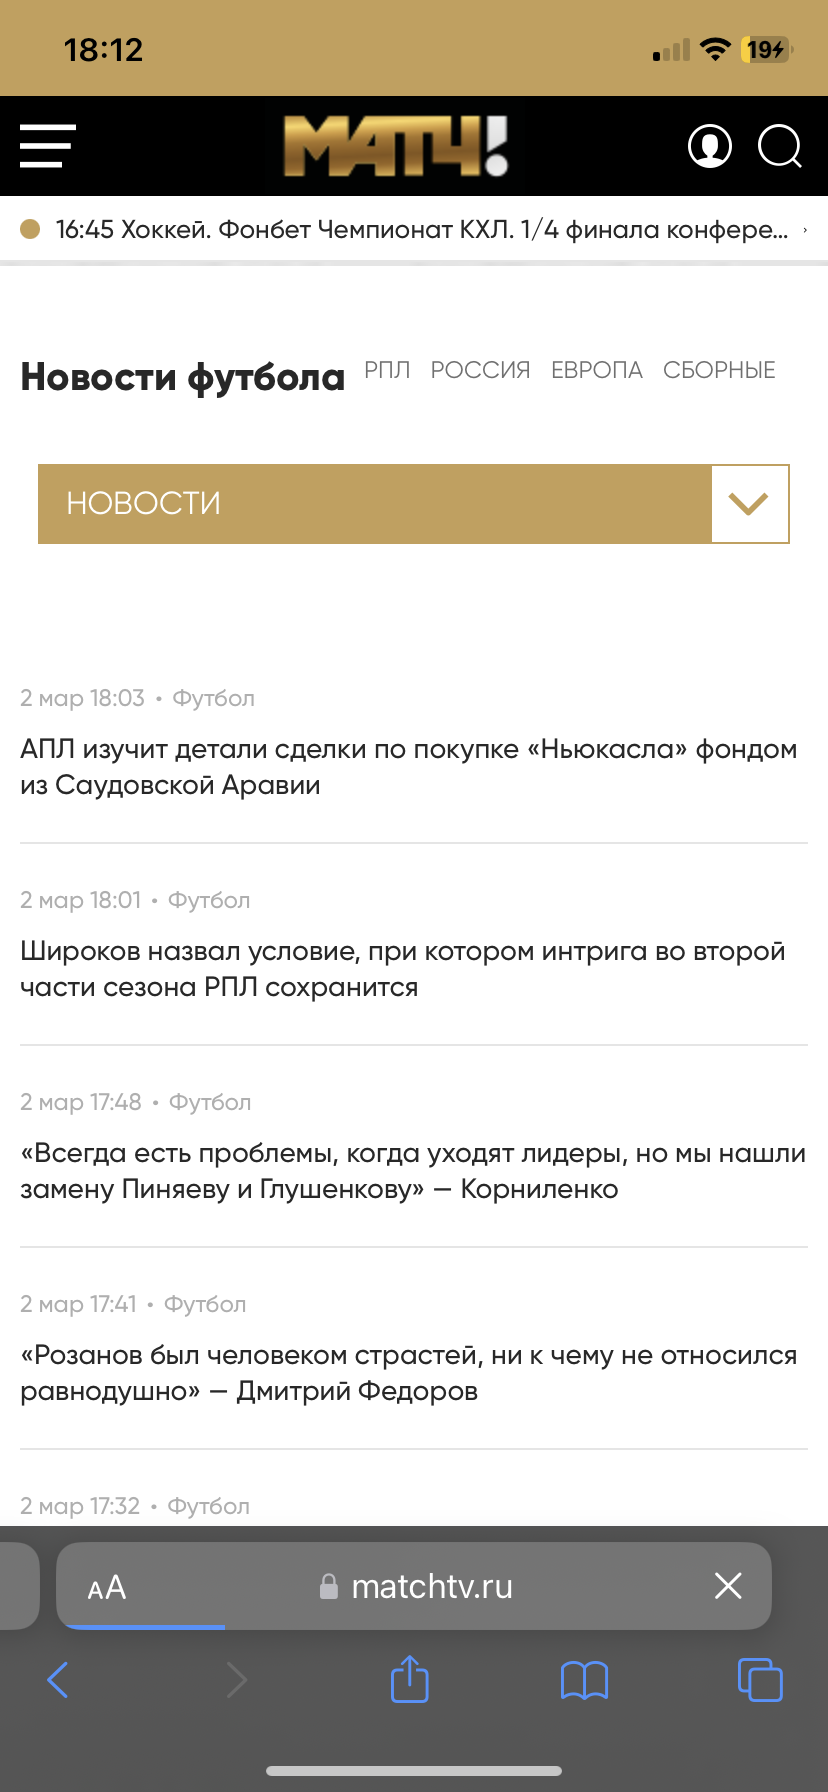 18:12
19
МАТЧ!
16:45 Хоккей. Фонбет Чемпионат КХЛ. 1/4 финала конфере...
Новости футбола РПЛ РОССИЯ ЕВРОПА СБОРНЫЕ
НОВОСТИ
2 мар 18:03 • Футбол
АПЛ изучит детали сделки по покупке «Ньюкасла» фондом
из Саудовской Аравии
2 мар 18:01 • Футбол
Широков назвал условие, при котором интрига во второй
части сезона РПЛ сохранится
2 мар 17:48 • Футбол
«Всегда есть проблемы, когда уходят лидеры, но мы нашли
замену Пиняеву и Глушенкову» — Корниленко
2 мар 17:41 • Футбол
«Розанов был человеком страстей, ни к чему не относился
равнодушно» — Дмитрий Федоров
2 мар 17:32 • Футбол
AA matchtv.ru